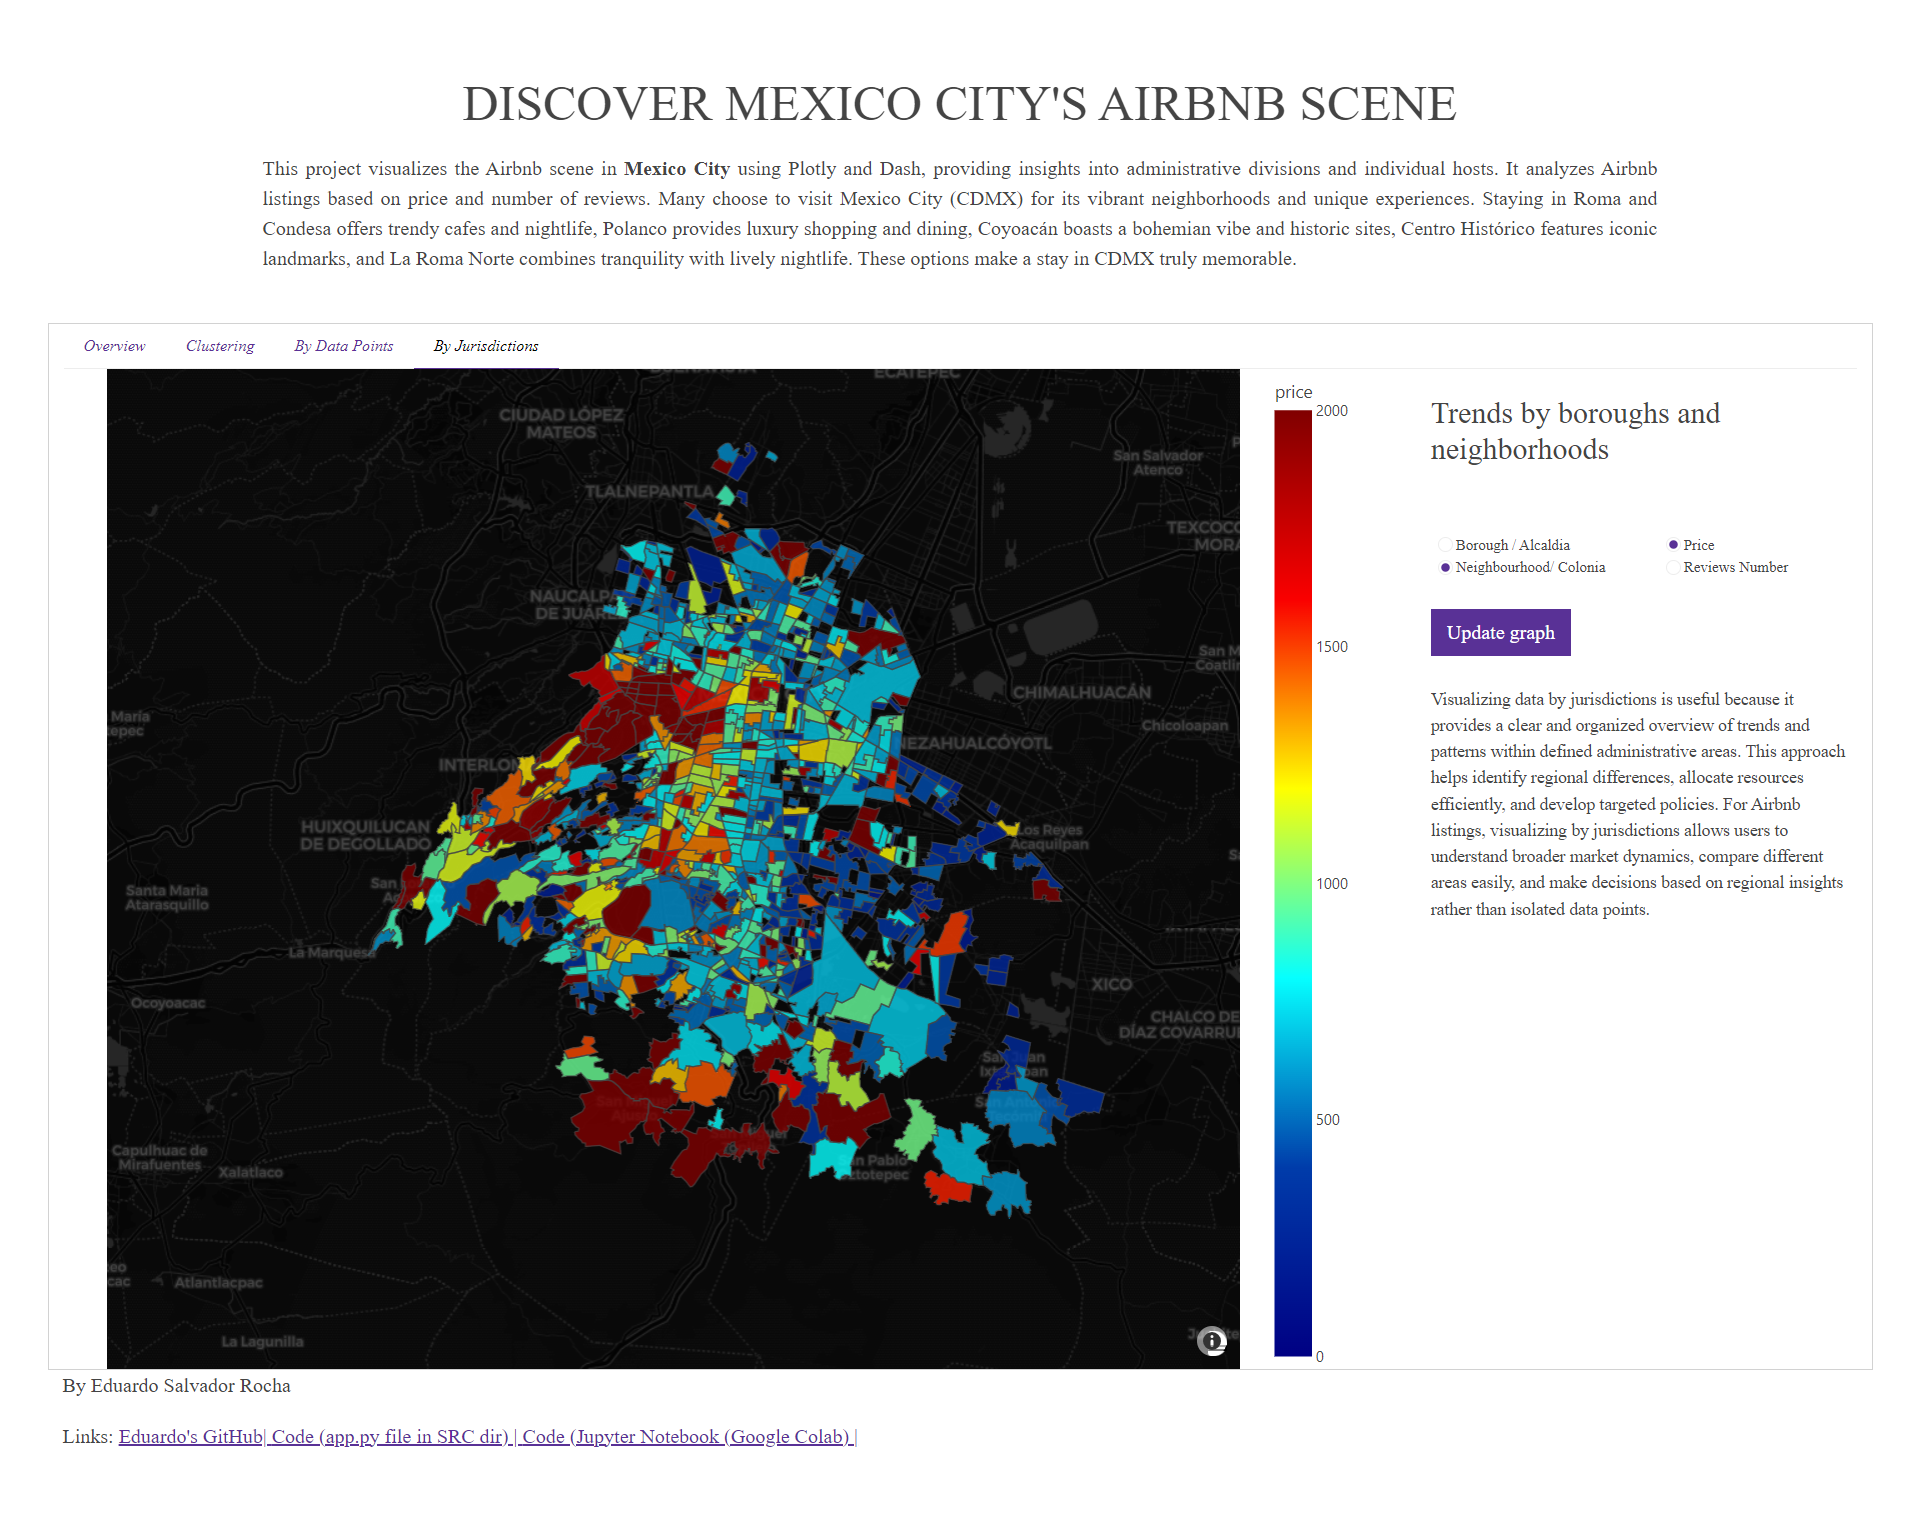 DISCOVER MEXICO CITY'S AIRBNB SCENE
This project visualizes the Airbnb scene in Mexico City using Plotly and Dash, providing insights into administrative divisions and individual hosts. It analyzes Airbnb
listings based on price and number of reviews. Many choose to visit Mexico City (CDMX) for its vibrant neighborhoods and unique experiences. Staying in Roma and
Condesa offers trendy cafes and nightlife, Polanco provides luxury shopping and dining, Coyoacán boasts a bohemian vibe and historic sites, Centro Histórico features iconic
landmarks, and La Roma Norte combines tranquility with lively nightlife. These options make a stay in CDMX truly memorable.
Overview
Clustering
By Data Points
By Jurisdictions
ECATEPEC
CIUDAD LÓPEZ
MATEOS
San Salvador
Atenco
TLALNEPANTLA
TEXCOCO
MORA
NAUCALPA
DE JUÁRE
San M
Coatli
CHIMALHUACÁN
María
tepec
Chicoloapan
NEZAHUALCÓYOTL
INTERLOM
HUIXQUILUCAN
DE DEGOLLADO
Los Reyes
Acaquilpan
Santa Maria
Atarasquillo
San
La Marquesa
XICO
Ocoyoacac
CHALCO DE
DÍAZ COVARRU
San Juan
Ixt pan
San Pablo
ztotepec
Capulhuac de
Mirafuentes
Xalatlaco
Atlantlacpac
La Lagunilla
price
2000
1500
1000
500
0
Trends by boroughs and
neighborhoods
Borough / Alcaldia
Neighbourhood/ Colonia
Price
Reviews Number
Update graph
Visualizing data by jurisdictions is useful because it
provides a clear and organized overview of trends and
patterns within defined administrative areas. This approach
helps identify regional differences, allocate resources
efficiently, and develop targeted policies. For Airbnb
listings, visualizing by jurisdictions allows users to
understand broader market dynamics, compare different
areas easily, and make decisions based on regional insights
rather than isolated data points.
By Eduardo Salvador Rocha
Links: Eduardo's GitHub| Code (app.py file in SRC dir) | Code (Jupyter Notebook (Google Colab) |